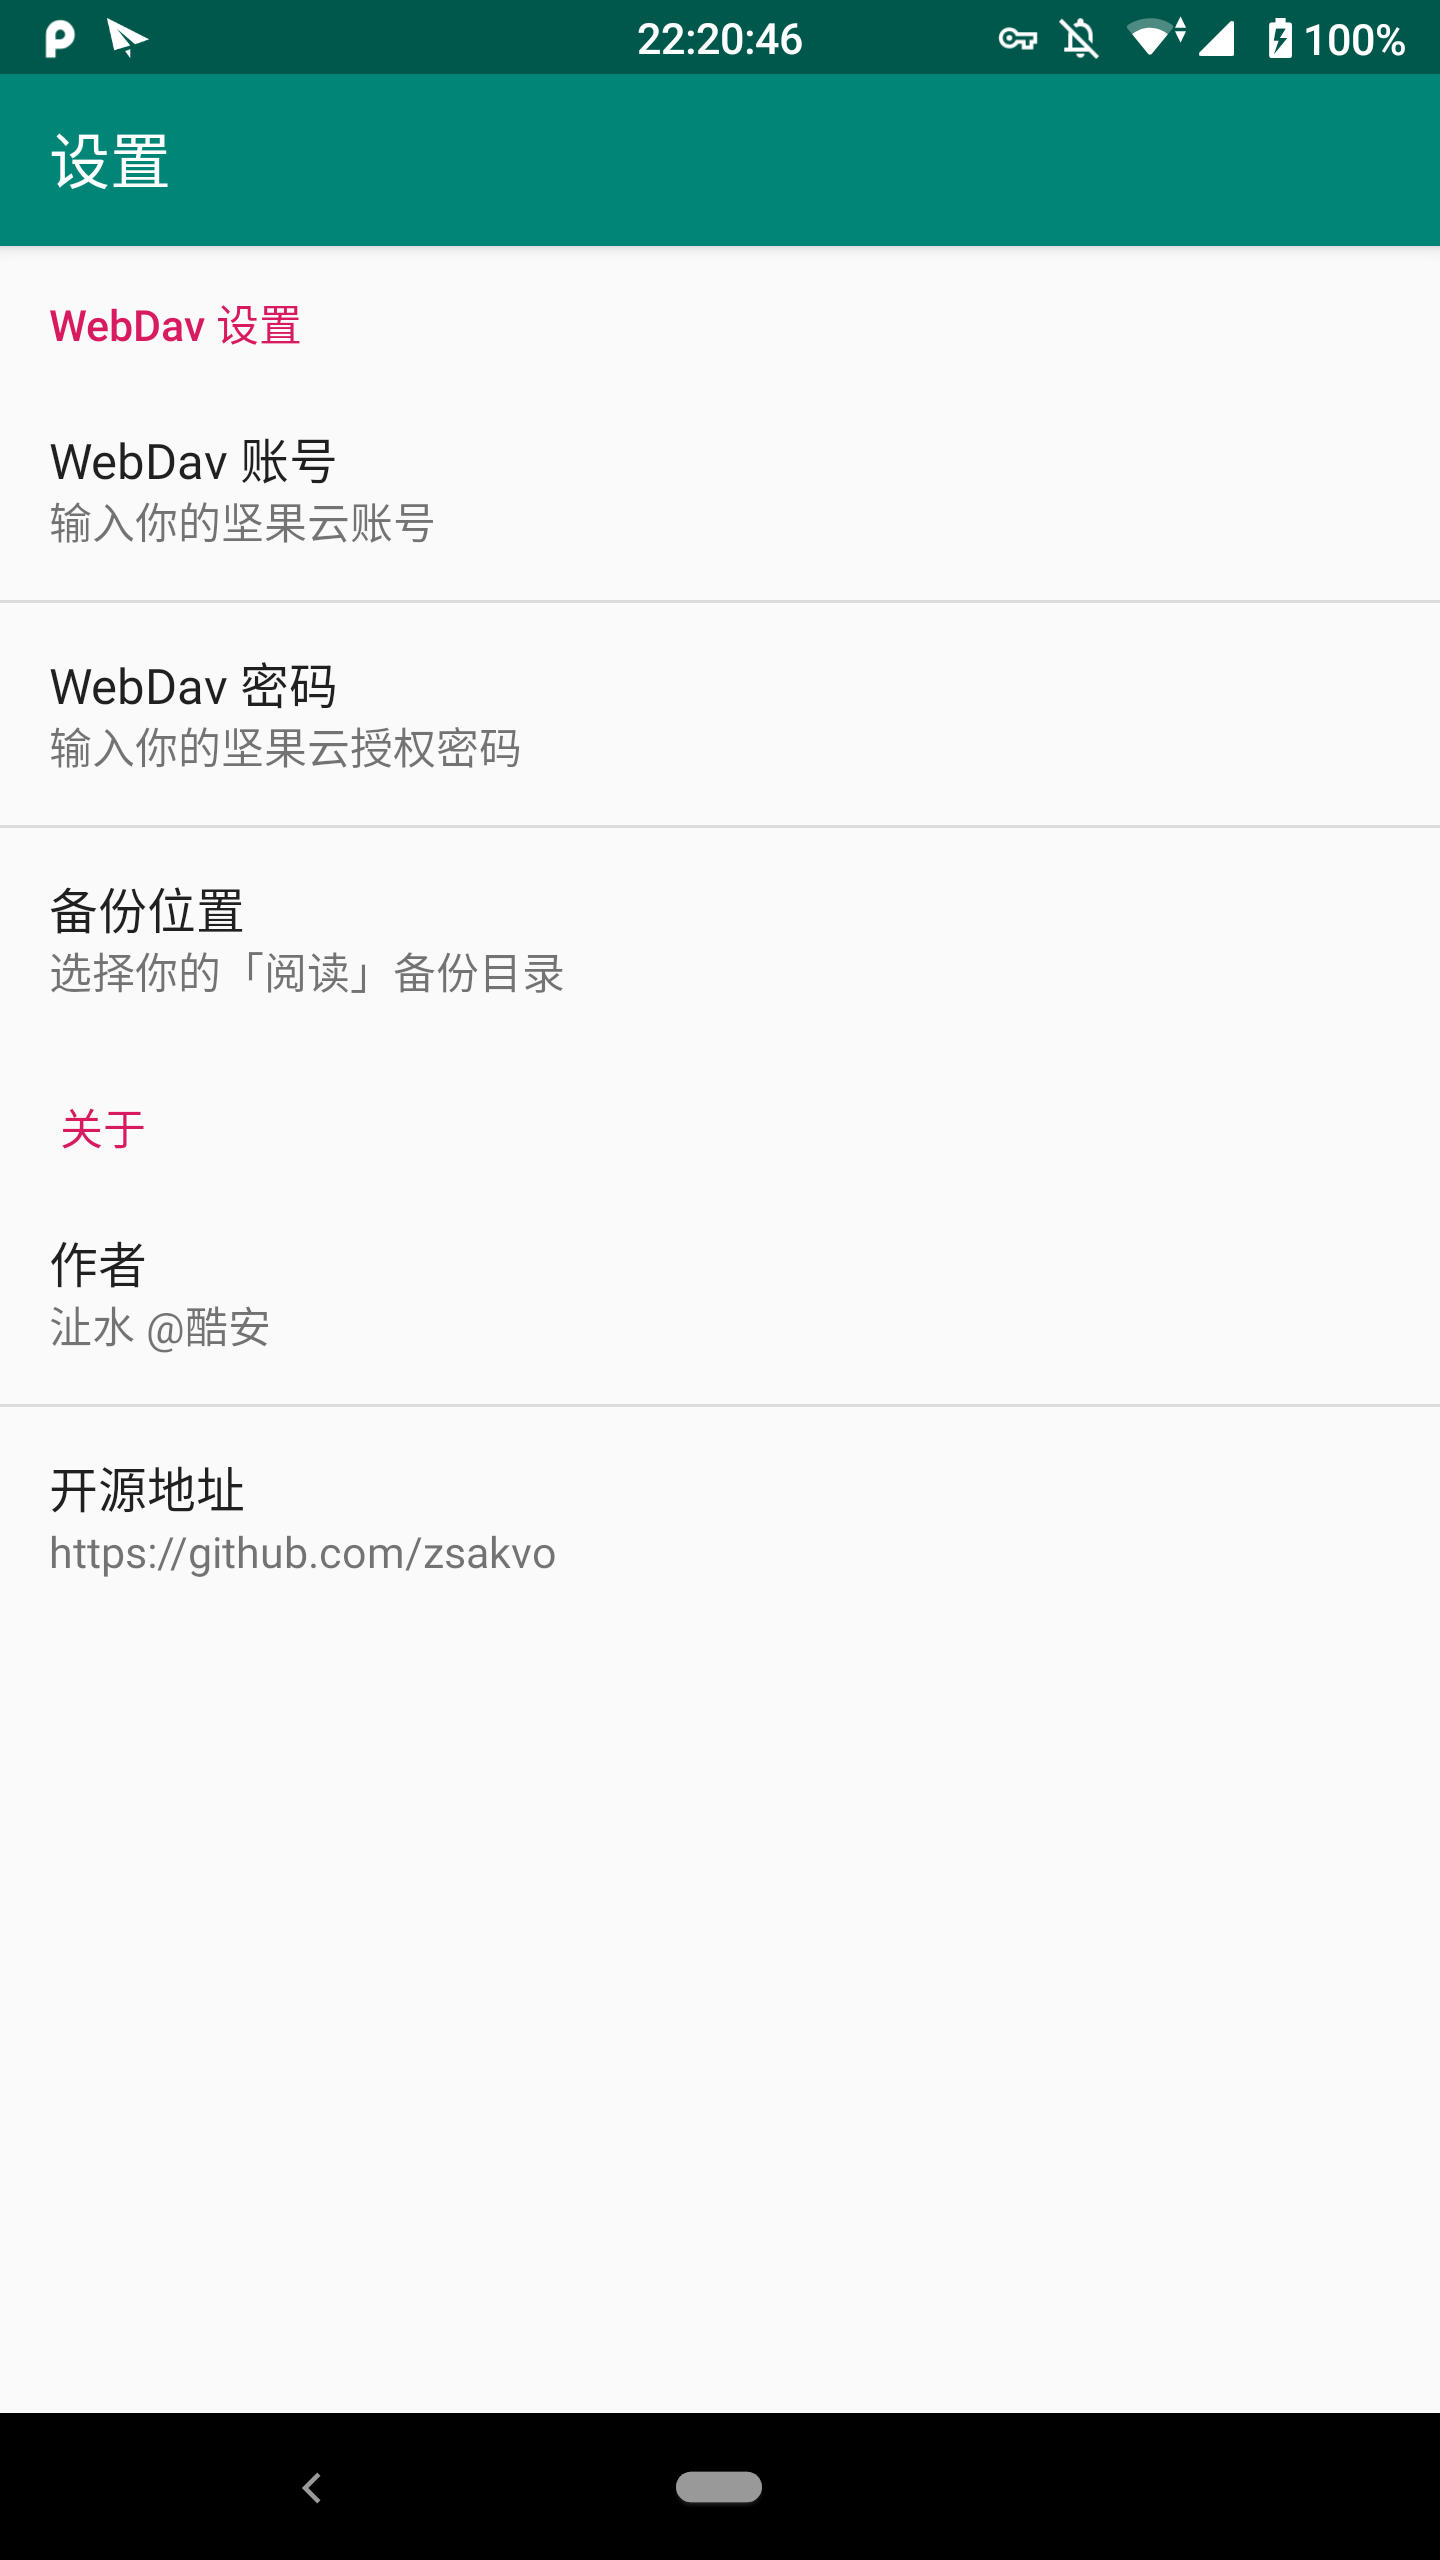 22:20:46
100%
设置
WebDav 设置
WebDav 账号
输入你的坚果云账号
WebDav 密码
输入你的坚果云授权密码
备份位置
选择你的「阅读」备份目录
关于
作者
沚水 @酷安
开源地址
https://github.com/zsakvo